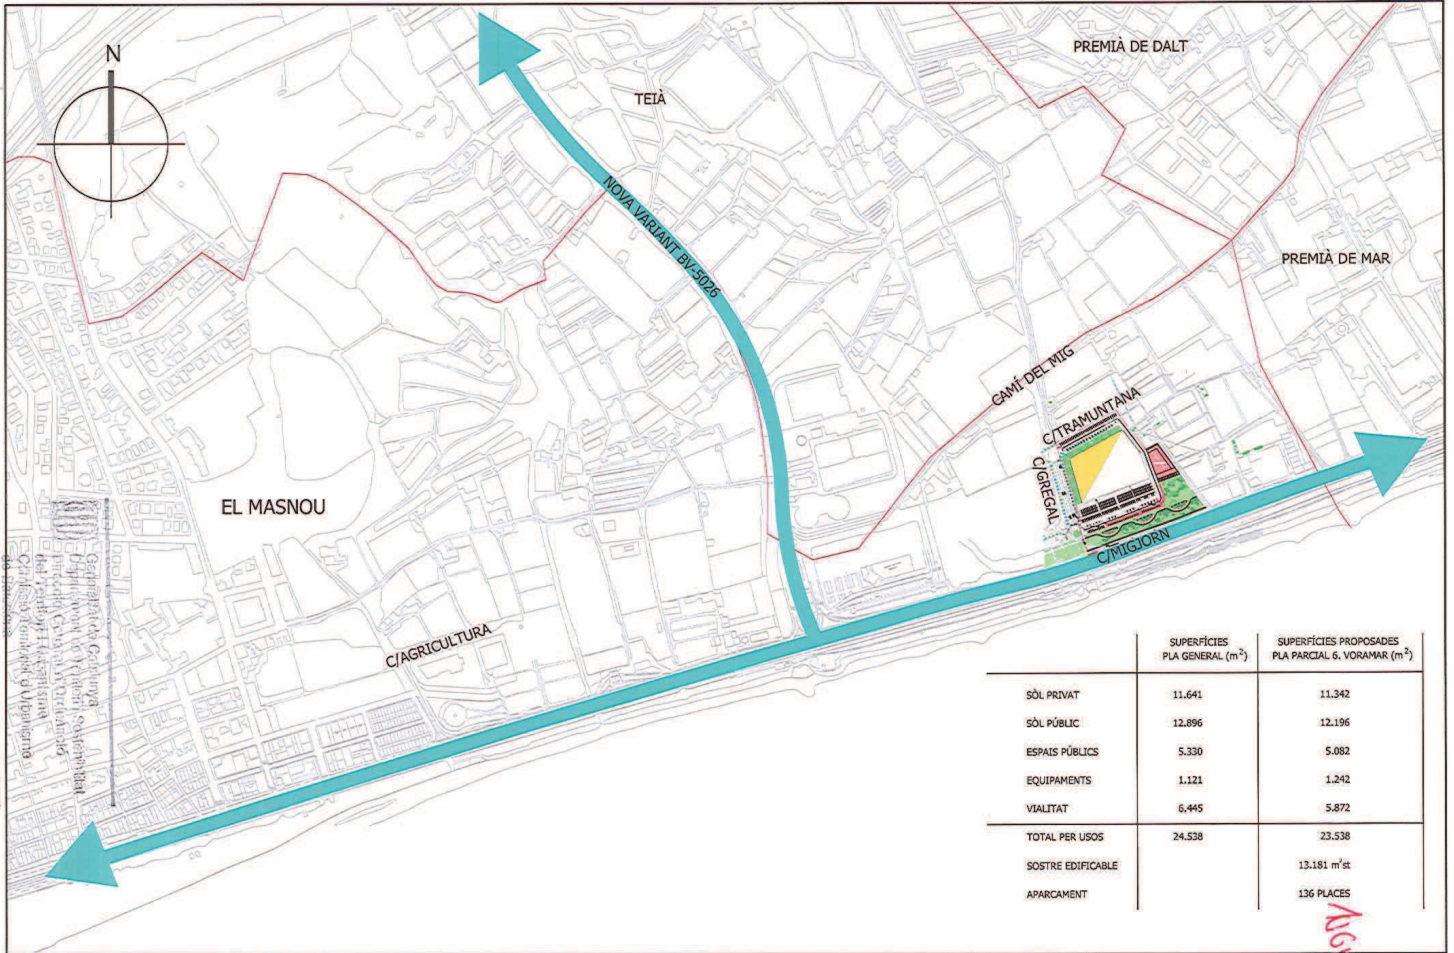 N
PREMIÀ DE DALT
TEIÀ
NOVA VARIANT BV-5026
PREMIÀ DE MAR
CAMÍ DEL MIG
C/TRAMUNTANA
C/GREGAL
EL MASNOU
C/MIGJORN
C/AGRICULTURA
Generalitat de Catalunya
SUPERFÍCIES PLA GENERAL (m²)
SUPERFÍCIES PROPOSADES PLA PARCIAL 6. VORAMAR (m²)
SÒL PRIVAT 11.641 11.342
SÒL PÚBLIC 12.896 12.196
ESPAIS PÚBLICS 5.330 5.082
EQUIPAMENTS 1.121 1.242
VIALITAT 6.445 5.872
TOTAL PER USOS 24.538 23.538
SOSTRE EDIFICABLE 13.181 m²st
APARCAMENT 136 PLACES